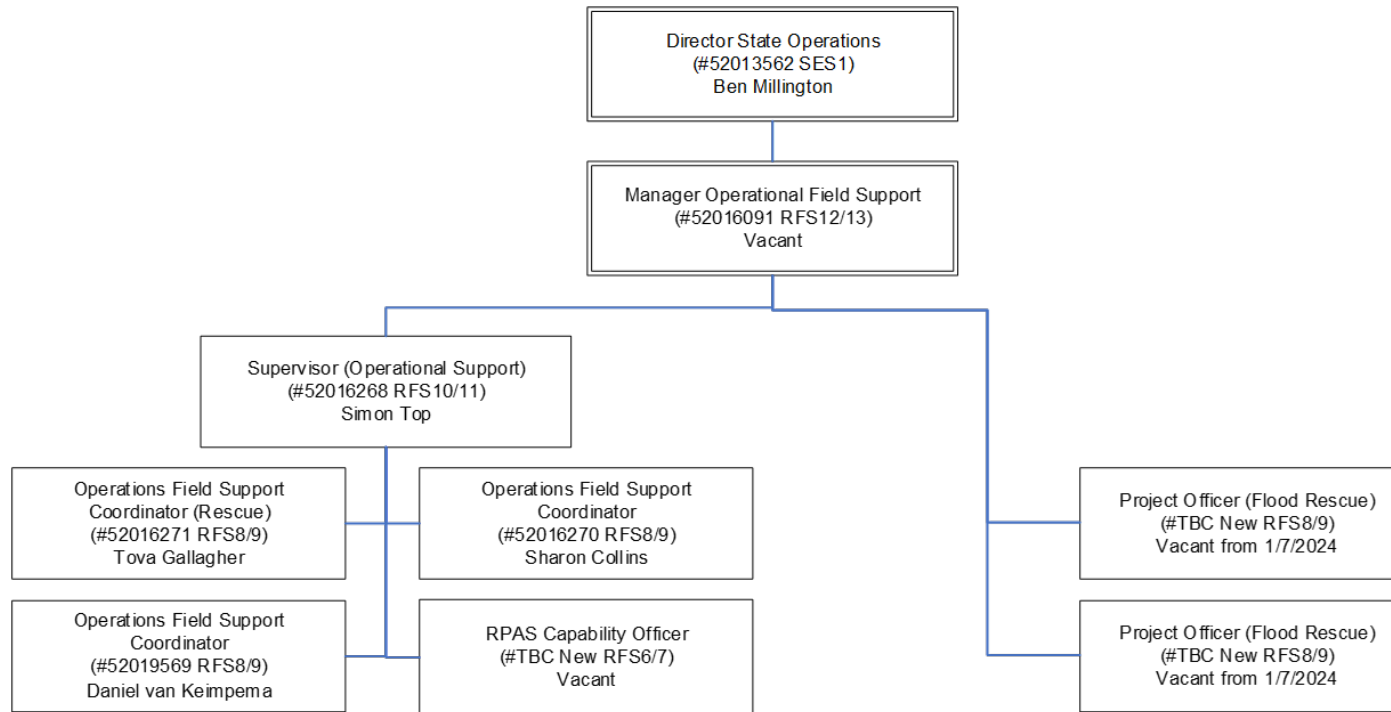 Director State Operations
(#52013562 SES1)
Ben Millington
Manager Operational Field Support
(#52016091 RFS12/13)
Vacant
Supervisor (Operational Support)
(#52016268 RFS10/11)
Simon Top
Operations Field Support
Coordinator (Rescue)
(#52016271 RFS8/9)
Tova Gallagher
Operations Field Support
Coordinator
(#52016270 RFS8/9)
Sharon Collins
Project Officer (Flood Rescue)
(#TBC New RFS8/9)
Vacant from 1/7/2024
Operations Field Support
Coordinator
(#52019569 RFS8/9)
Daniel van Keimpema
RPAS Capability Officer
(#TBC New RFS6/7)
Vacant
Project Officer (Flood Rescue)
(#TBC New RFS8/9)
Vacant from 1/7/2024